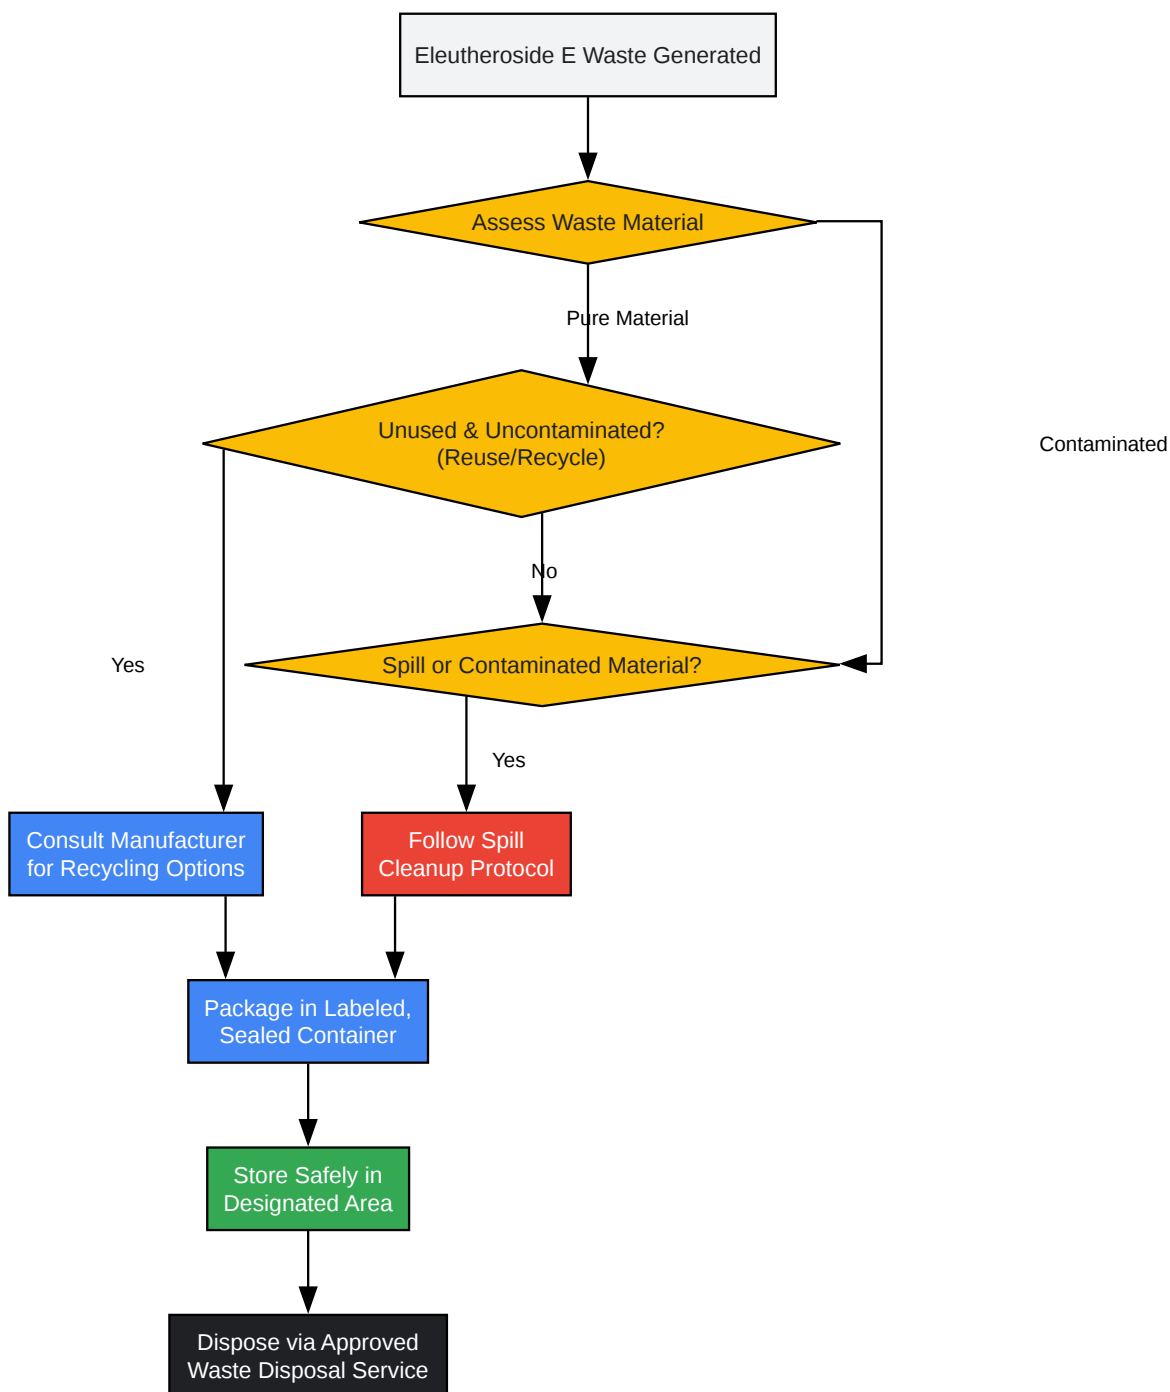 Eleutheroside E Waste Generated
Assess Waste Material
Pure Material
Unused & Uncontaminated?
(Reuse/Recycle)
Contaminated
No
Spill or Contaminated Material?
Yes
Yes
Consult Manufacturer
for Recycling Options
Follow Spill
Cleanup Protocol
Package in Labeled,
Sealed Container
Store Safely in
Designated Area
Dispose via Approved
Waste Disposal Service